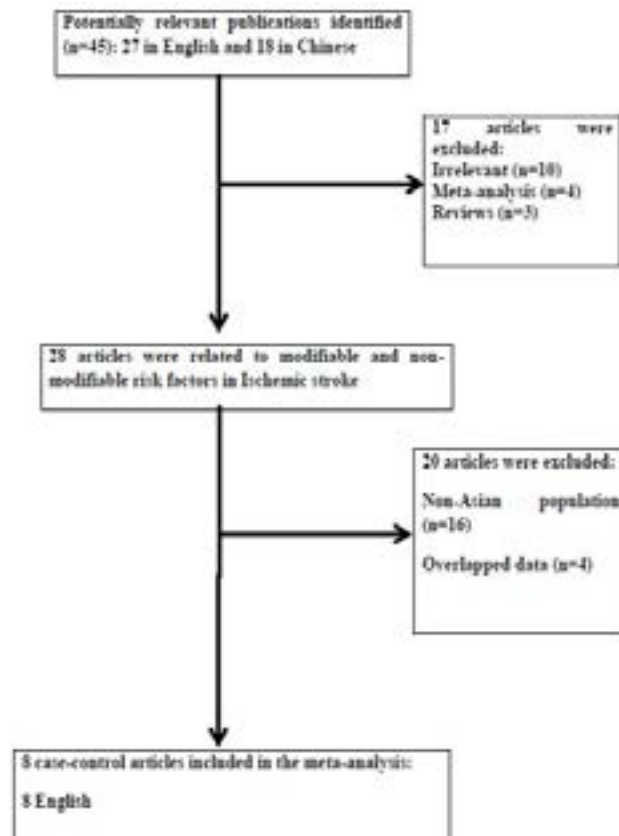 Potentially relevant publications identified
(n=45): 27 in English and 18 in Chinese
17 articles were
excluded:
Irrelevant (n=10)
Meta-analysis (n=4)
Reviews (n=3)
28 articles were related to modifiable and non-
modifiable risk factors in Ischemic stroke
20 articles were excluded:
Non-Asian population
(n=16)
Overlapped data (n=4)
8 case-control articles included in the meta-analysis:
8 English